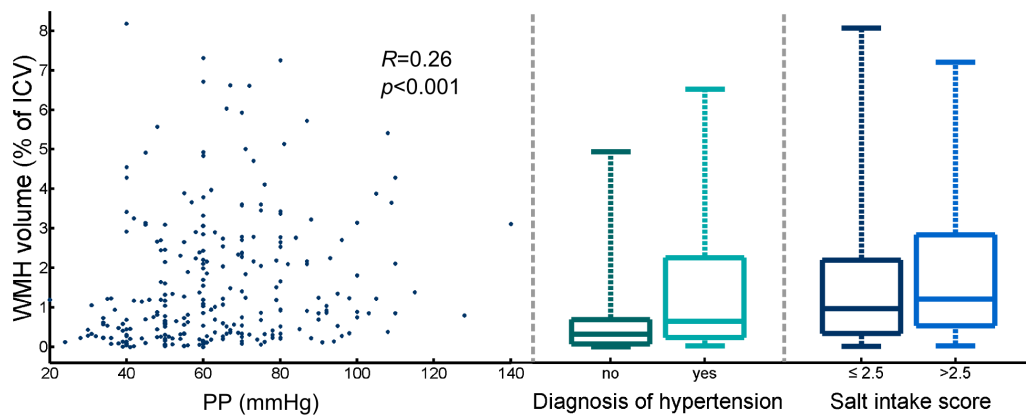 WMH volume (% of ICV)
8
7
6
5
4
3
2
1
0
R=0.26
p<0.001
20 40 60 80 100 120 140
PP (mmHg)
no yes
Diagnosis of hypertension
≤ 2.5 >2.5
Salt intake score